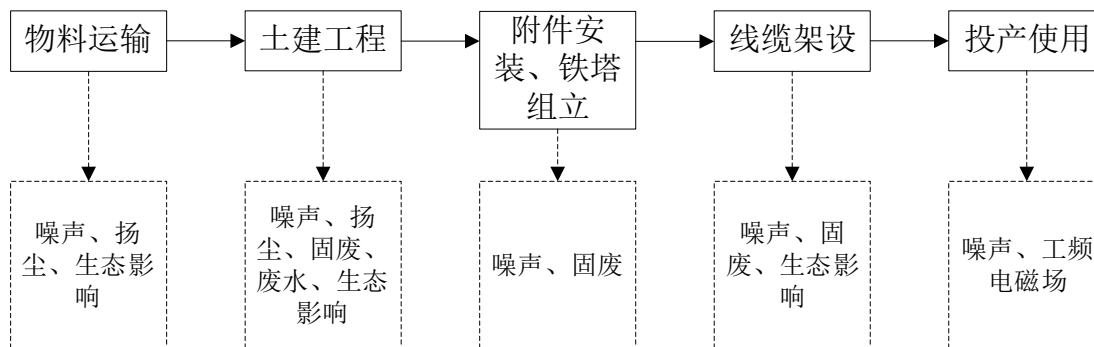 物料运输
土建工程
附件安
装、铁塔
组立
线缆架设
投产使用
噪声、扬
尘、生态影
响
噪声、扬
尘、固废、
废水、生态
影响
噪声、固废
噪声、固
废、生态影
响
噪声、工频
电磁场